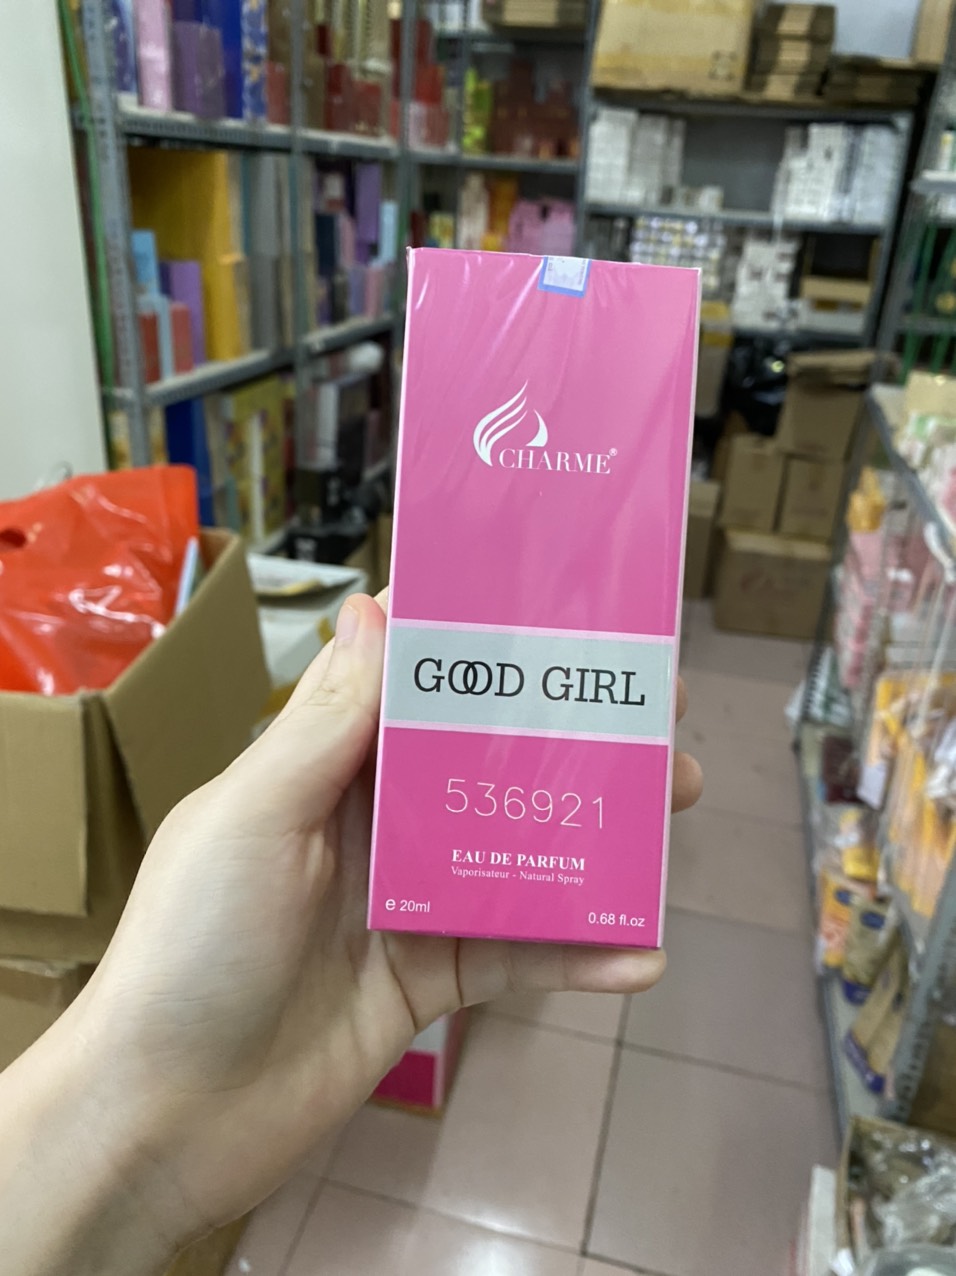 CHARME®
GOOD GIRL
536921
EAU DE PARFUM
Vaporisateur - Natural Spray
e 20ml
0.68 fl.oz